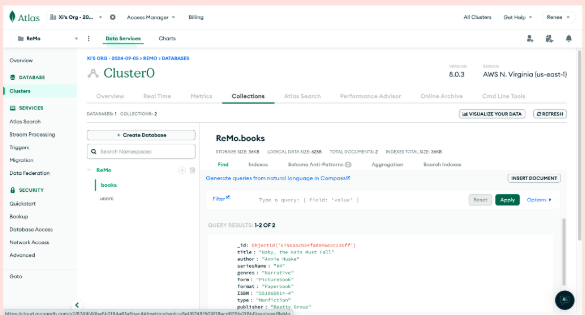 Atlas
XI's Org - 20...
Access Manager
Billing
All Clusters
Get Help
Renee
ReMo
Data Services
Charts
Overview
DATABASE
Clusters
SERVICES
Atlas Search
Stream Processing
Triggers
Migration
Data Federation
SECURITY
Quickstart
Backup
Database Access
Network Access
Advanced
Goto
XI'S ORG - 2024-09-05 > REMO > DATABASES
Cluster0
VERSION
8.0.3
REGION
AWS N. Virginia (us-east-1)
Overview
Real Time
Metrics
Collections
Atlas Search
Performance Advisor
Online Archive
Cmd Line Tools
DATABASES: 1 COLLECTIONS: 2
VISUALIZE YOUR DATA
REFRESH
+ Create Database
Search Namespaces
ReMo
books
users
ReMo.books
STORAGE SIZE: 36KB LOGICAL DATA SIZE: 628B TOTAL DOCUMENTS: 2 INDEXES TOTAL SIZE: 36KB
Find
Indexes
Schema Anti-Patterns
Aggregation
Search Indexes
Generate queries from natural language in Compass
INSERT DOCUMENT
Filter
Type a query: { field: 'value' }
Reset
Apply
Options
QUERY RESULTS: 1-2 OF 2
_id:
title: "Baby, the Rain Must Fall"
author: "Annie Huske"
seriesName: "#4"
genres: "Narrative"
form: "Picturebook"
format: "Paperbook"
ISBN:
type: "Nonfiction"
publisher: "Beatty Group"